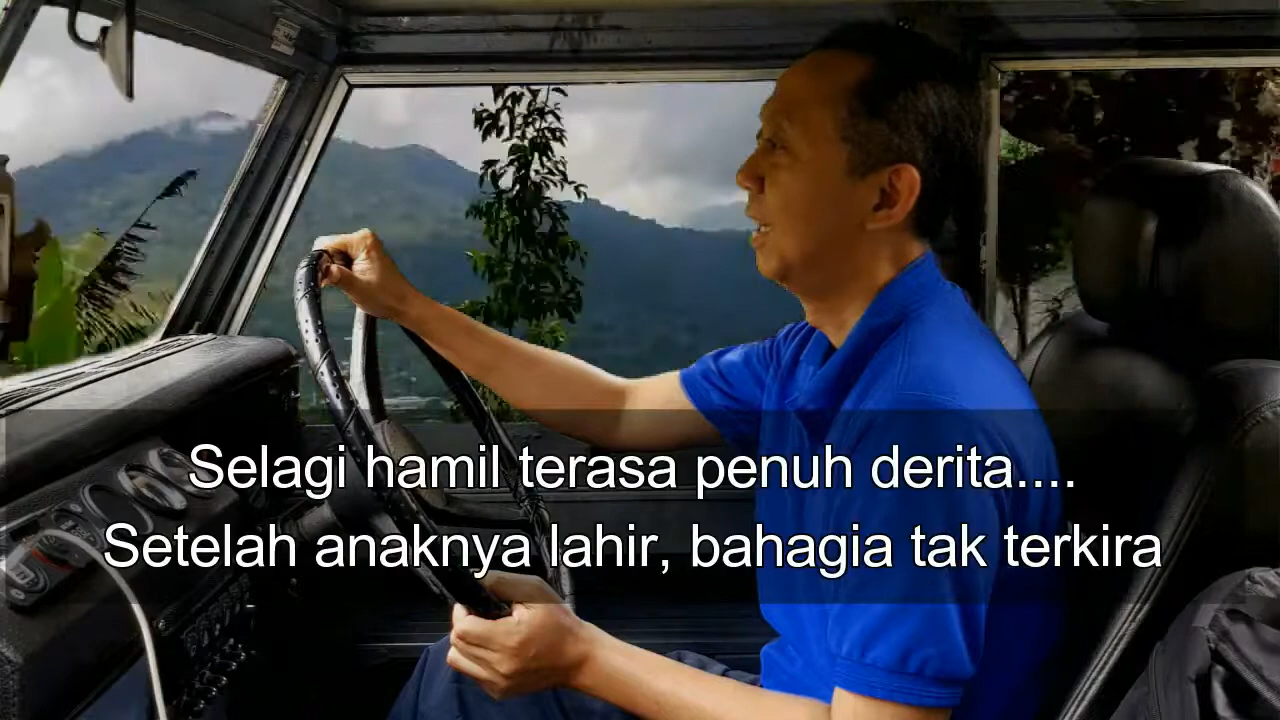 Selagi hamil terasa penuh derita....
Setelah anaknya lahir, bahagia tak terkira